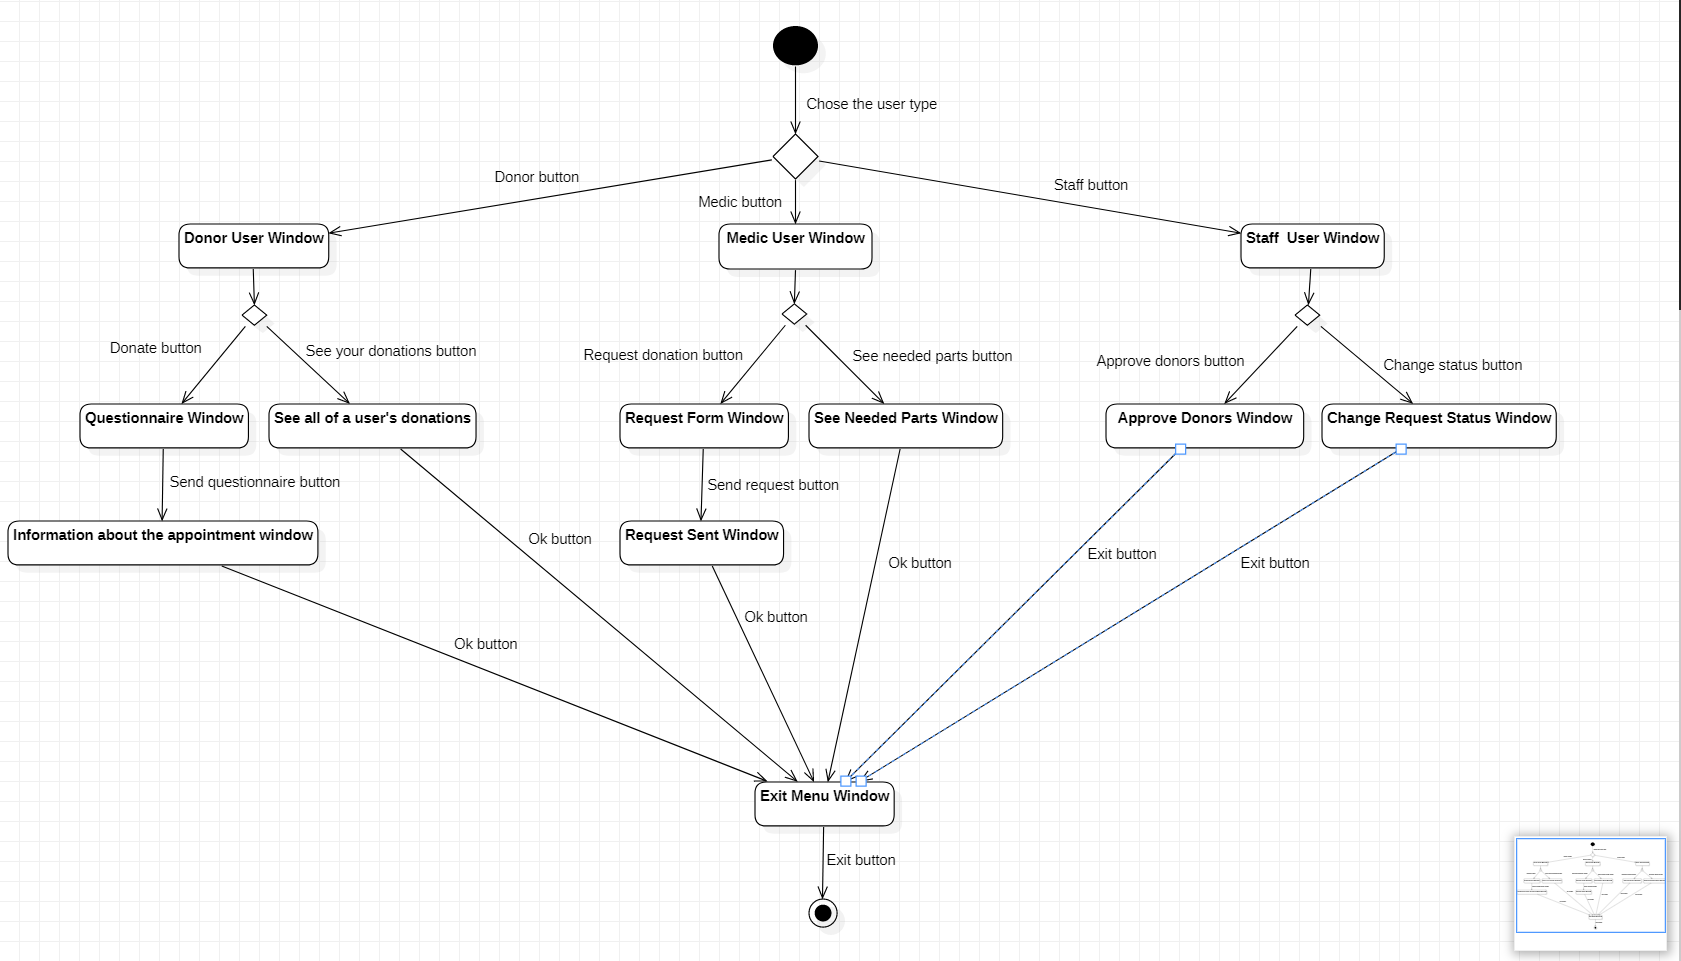 Chose the user type
Donor button
Medic button
Staff button
Donor User Window
Medic User Window
Staff  User Window
Donate button
See your donations button
Request donation button
See needed parts button
Approve donors button
Change status button
Questionnaire Window
See all of a user's donations
Request Form Window
See Needed Parts Window
Approve Donors Window
Change Request Status Window
Send questionnaire button
Send request button
Information about the appointment window
Request Sent Window
Ok button
Ok button
Exit button
Exit button
Ok button
Ok button
Exit Menu Window
Exit button